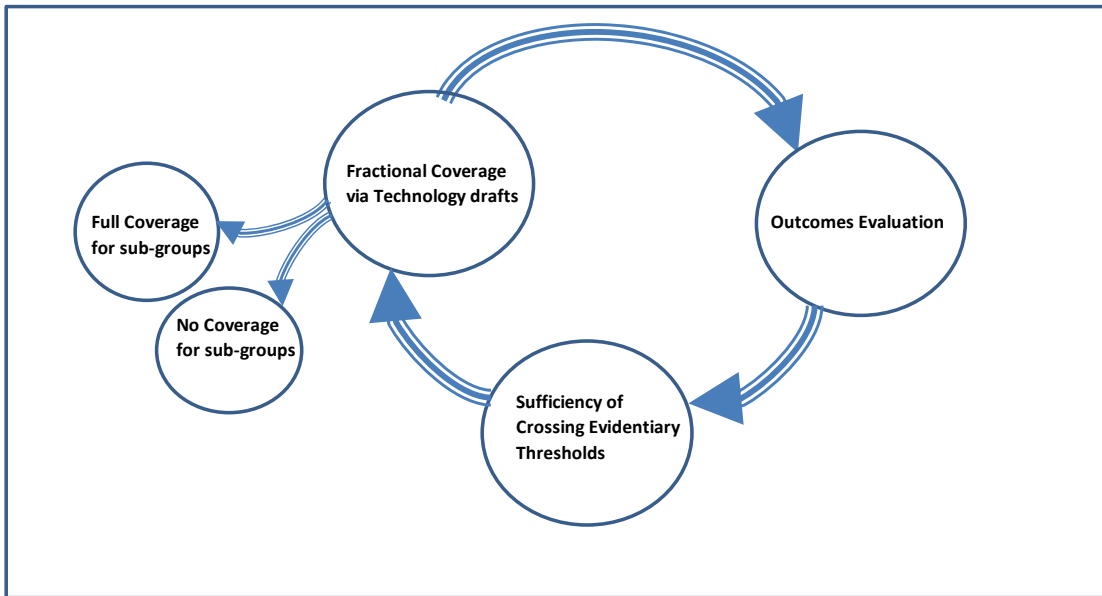 Fractional Coverage
via Technology drafts
Full Coverage
for sub-groups
No Coverage
for sub-groups
Outcomes Evaluation
Sufficiency of
Crossing Evidentiary
Thresholds